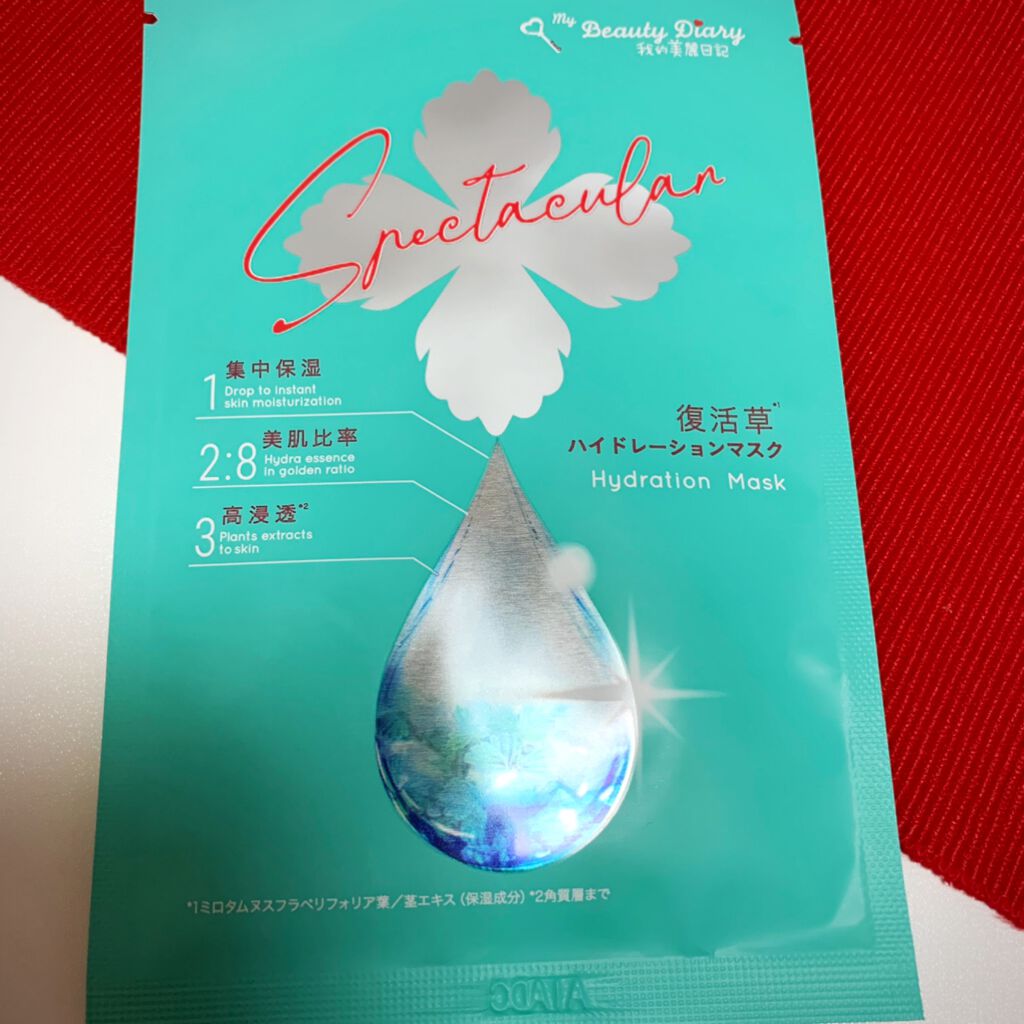 My Beauty Diary
我的美麗日記
Spectacular
1 集中保湿
Drop to instant
skin moisturization
2:8 美肌比率
Hydra essence
in golden ratio
3 高浸透*2
Plants extracts
to skin
復活草*1
ハイドレーションマスク
Hydration Mask
*1ミロタムヌスフラベリフォリア葉/茎エキス (保湿成分) *2角質層まで